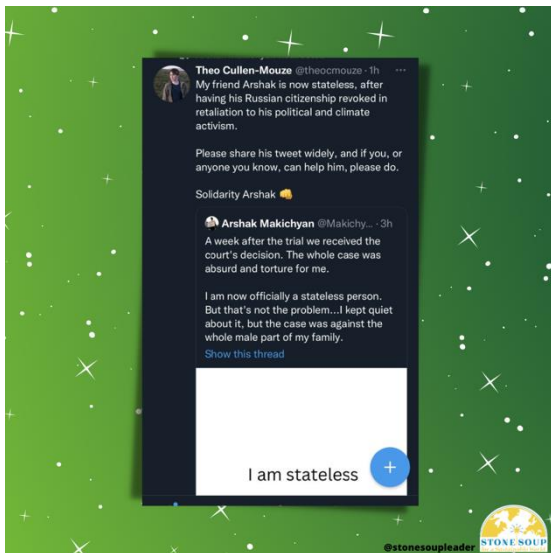 Theo Cullen-Mouze @theocmouze · 1h
My friend Arshak is now stateless, after
having his Russian citizenship revoked in
retaliation to his political and climate
activism.
Please share his tweet widely, and if you, or
anyone you know, can help him, please do.
Solidarity Arshak 👊
Arshak Makichyan @Makichy... · 3h
A week after the trial we received the
court's decision. The whole case was
absurd and torture for me.
I am now officially a stateless person.
But that's not the problem...I kept quiet
about it, but the case was against the
whole male part of my family.
Show this thread
I am stateless
+
STONE SOUP
@stonesoupleader